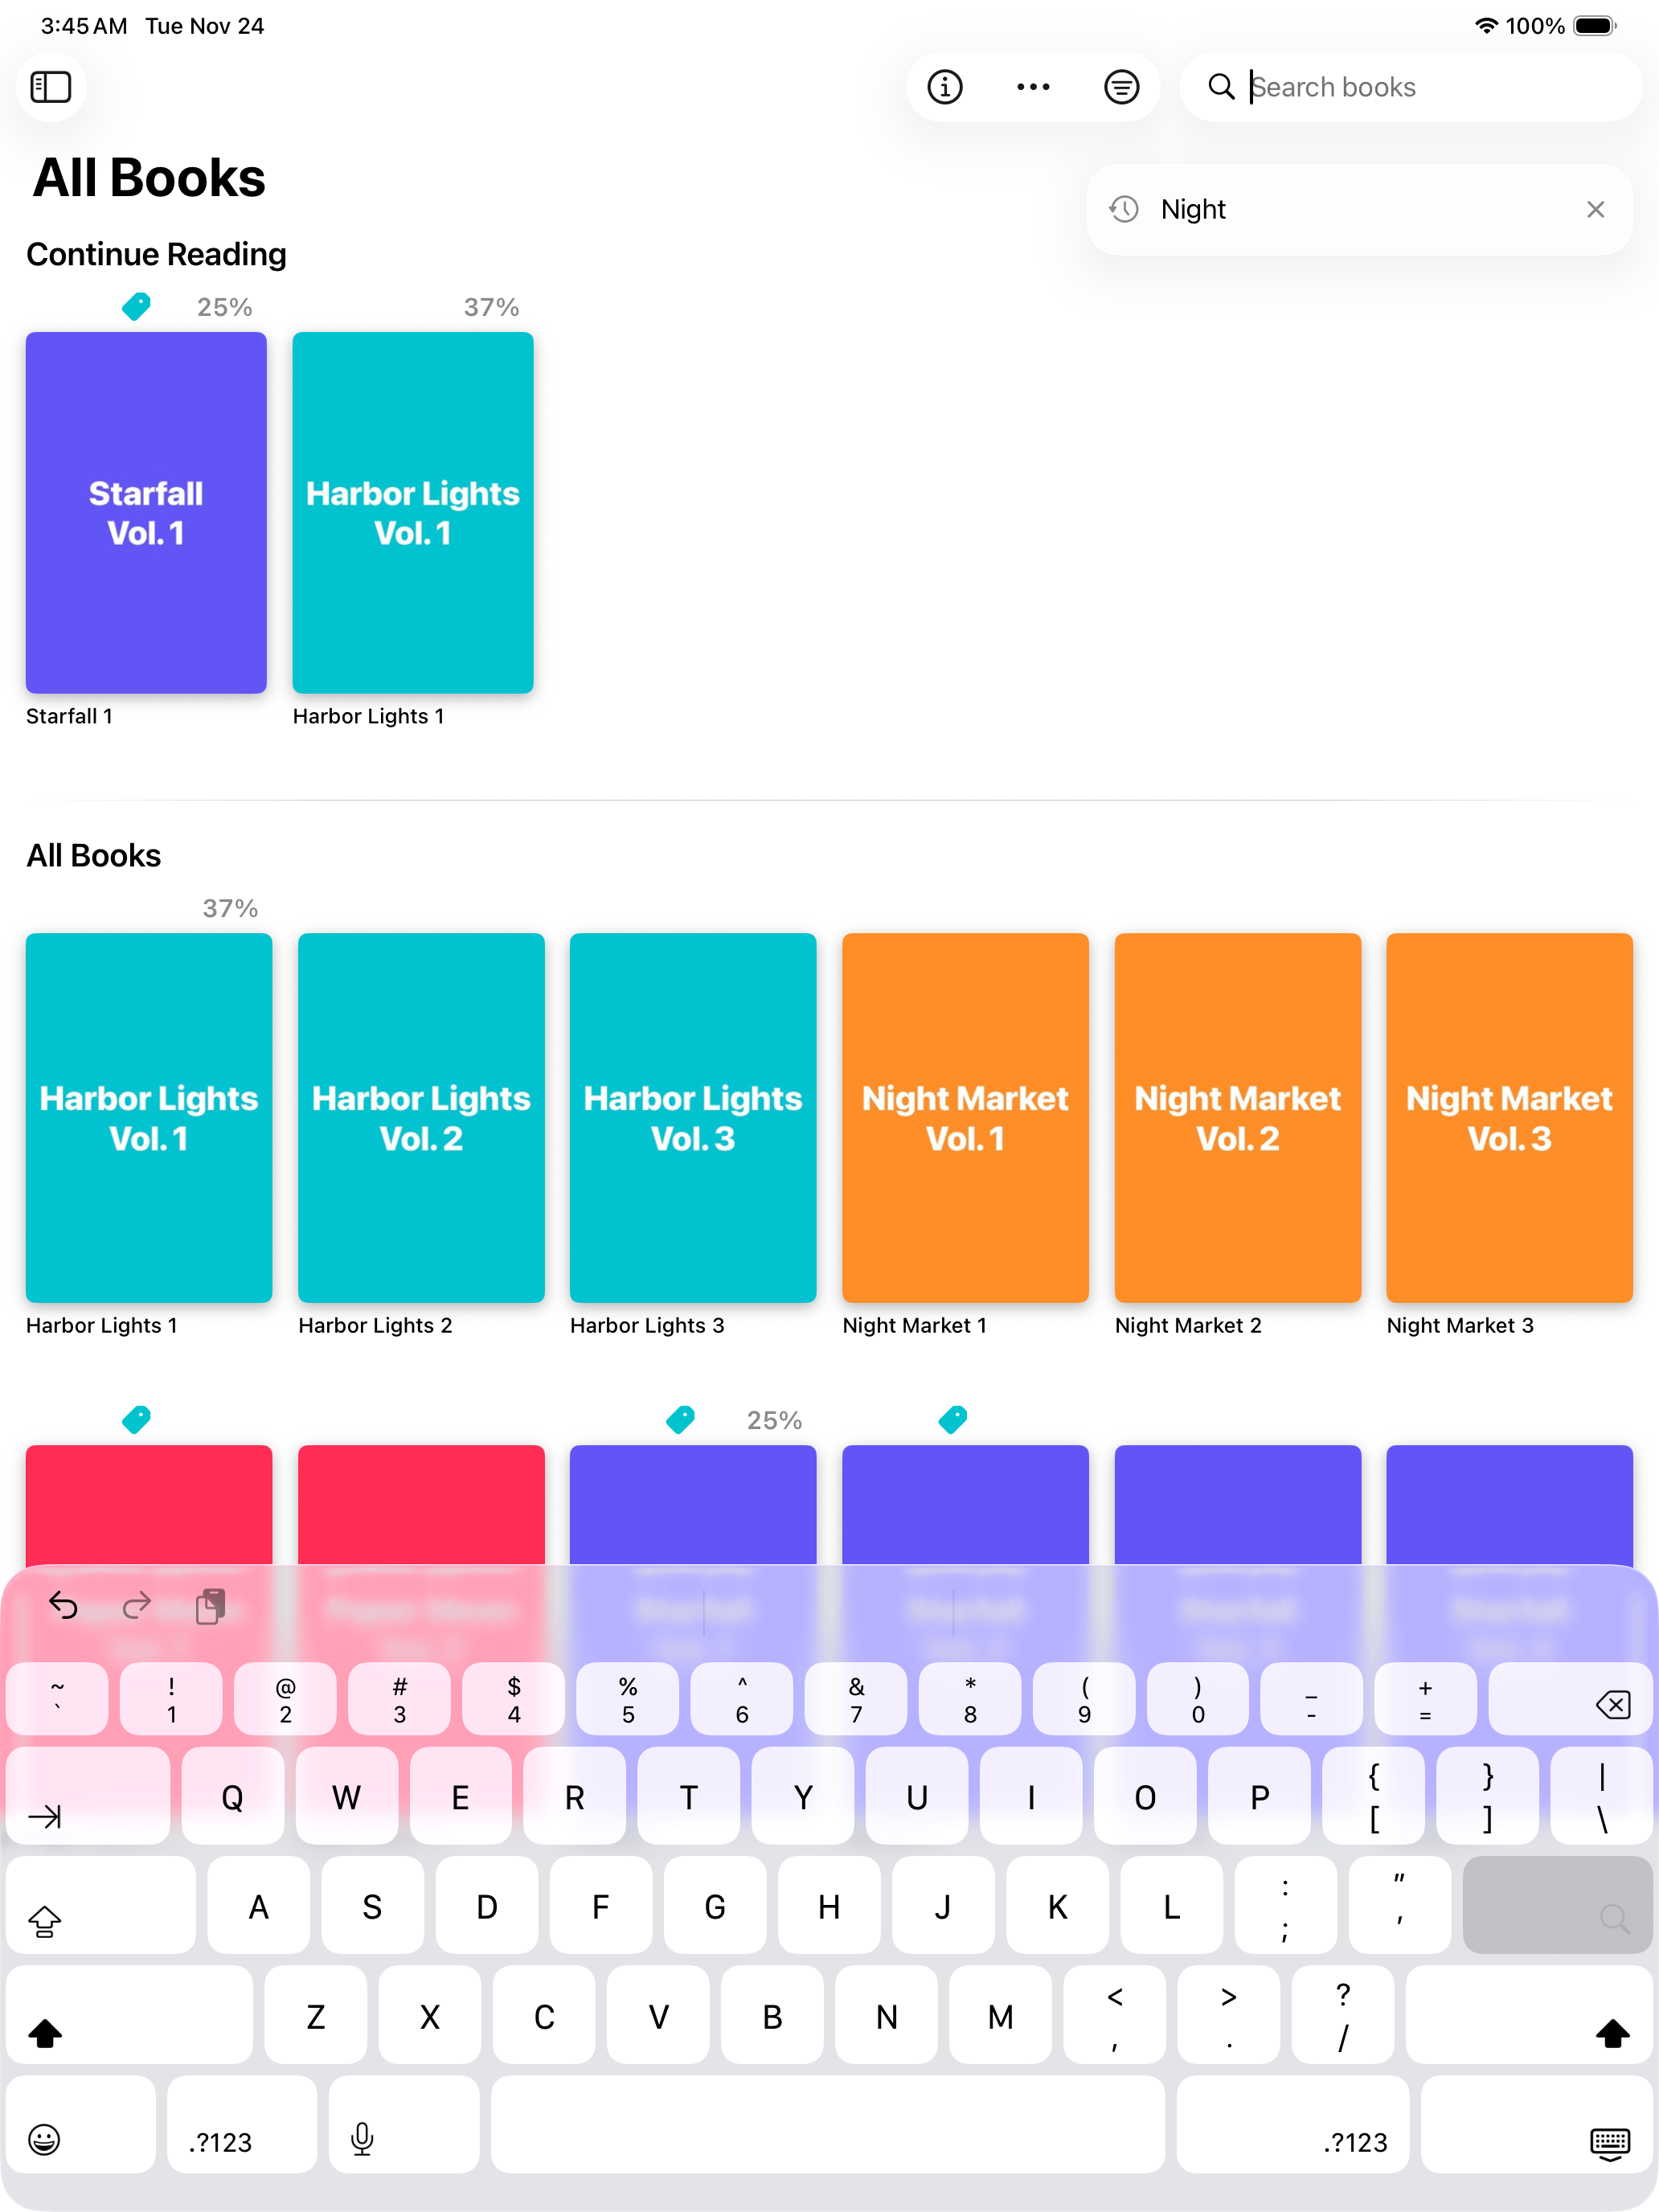 3:45 AM Tue Nov 24
100%
Search books
All Books
Night
Continue Reading
25%
37%
Starfall
Vol. 1
Harbor Lights
Vol. 1
Starfall 1
Harbor Lights 1
All Books
37%
Harbor Lights
Vol. 1
Harbor Lights
Vol. 2
Harbor Lights
Vol. 3
Night Market
Vol. 1
Night Market
Vol. 2
Night Market
Vol. 3
Harbor Lights 1
Harbor Lights 2
Harbor Lights 3
Night Market 1
Night Market 2
Night Market 3
25%
~ ! @ # $ % ^ & * ( ) _ +
` 1 2 3 4 5 6 7 8 9 0 - =
Q W E R T Y U I O P { } |
[ ] \
A S D F G H J K L : "
; '
Z X C V B N M < > ?
, . /
.?123 .?123